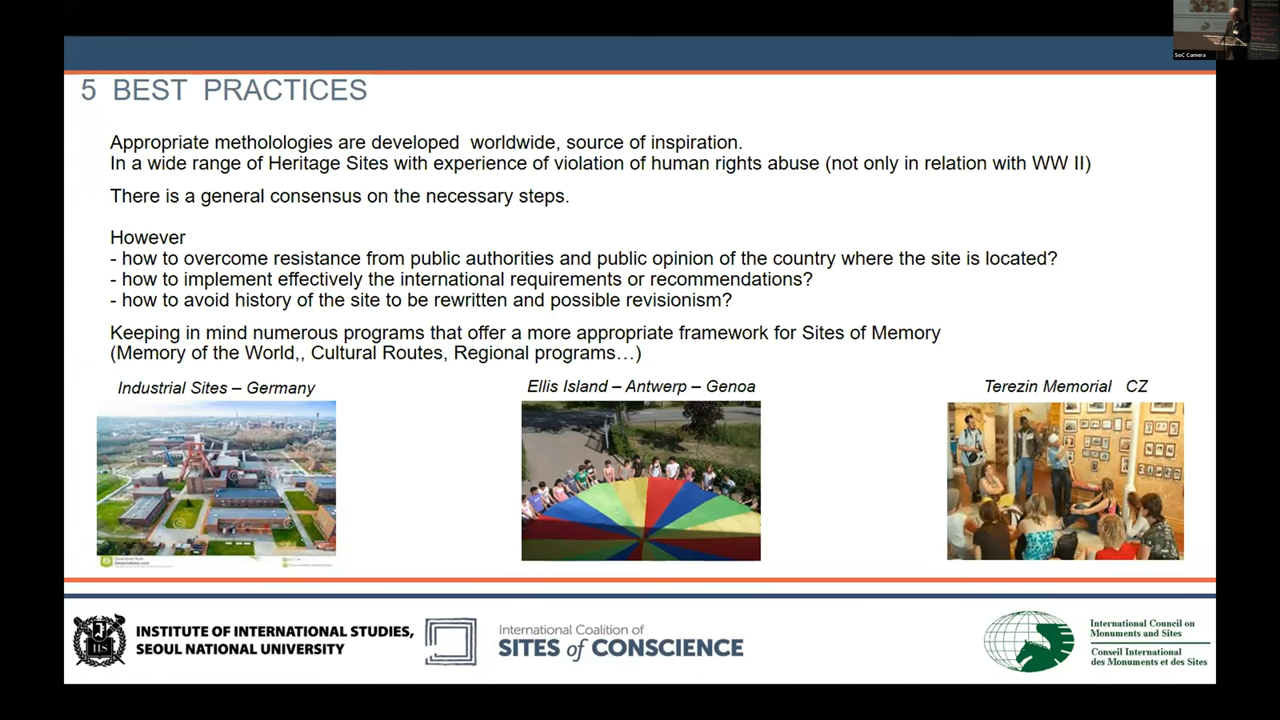 SoC Camera
5 BEST PRACTICES
Appropriate metholologies are developed worldwide, source of inspiration.
In a wide range of Heritage Sites with experience of violation of human rights abuse (not only in relation with WW II)
There is a general consensus on the necessary steps.
However
- how to overcome resistance from public authorities and public opinion of the country where the site is located?
- how to implement effectively the international requirements or recommendations?
- how to avoid history of the site to be rewritten and possible revisionism?
Keeping in mind numerous programs that offer a more appropriate framework for Sites of Memory
(Memory of the World,, Cultural Routes, Regional programs…)
Industrial Sites – Germany
Ellis Island – Antwerp – Genoa
Terezin Memorial CZ
INSTITUTE OF INTERNATIONAL STUDIES,
SEOUL NATIONAL UNIVERSITY
International Coalition of
SITES of CONSCIENCE
International Council on
Monuments and Sites
Conseil International
des Monuments et des Sites